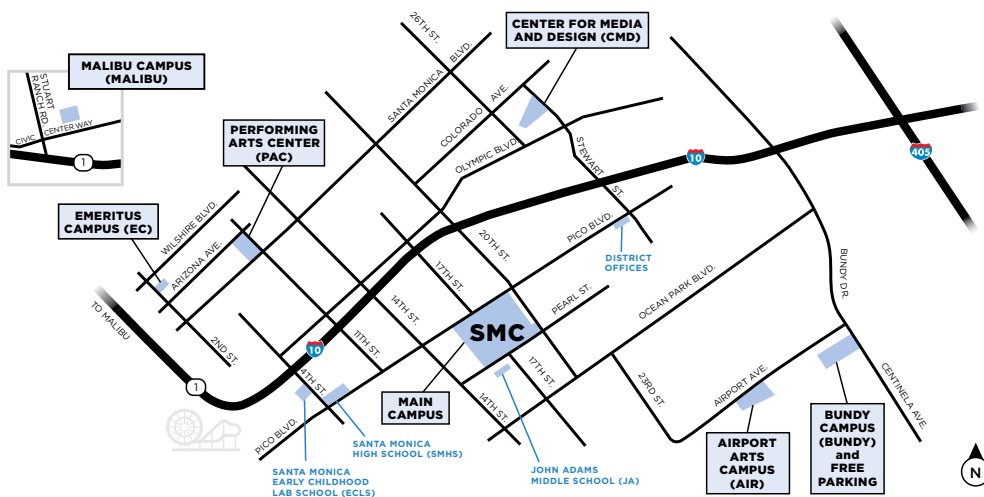 MALIBU CAMPUS
(MALIBU)
STUART
RANCH RD.
CIVIC CENTER WAY
1
26TH ST.
SANTA MONICA BLVD.
CENTER FOR MEDIA
AND DESIGN (CMD)
COLORADO AVE.
OLYMPIC BLVD.
STEWART ST.
10
405
PERFORMING
ARTS CENTER
(PAC)
EMERITUS
CAMPUS (EC)
WILSHIRE BLVD.
ARIZONA AVE.
TO MALIBU
2ND ST.
1
10
4TH ST.
11TH ST.
14TH ST.
17TH ST.
20TH ST.
PICO BLVD.
DISTRICT
OFFICES
PEARL ST.
OCEAN PARK BLVD.
BUNDY DR.
SMC
MAIN
CAMPUS
14TH ST.
17TH ST.
23RD ST.
AIRPORT AVE.
CENTINELA AVE.
PICO BLVD.
SANTA MONICA
HIGH SCHOOL (SMHS)
SANTA MONICA
EARLY CHILDHOOD
LAB SCHOOL (ECLS)
JOHN ADAMS
MIDDLE SCHOOL (JA)
AIRPORT
ARTS
CAMPUS
(AIR)
BUNDY
CAMPUS
(BUNDY)
and
FREE
PARKING
N